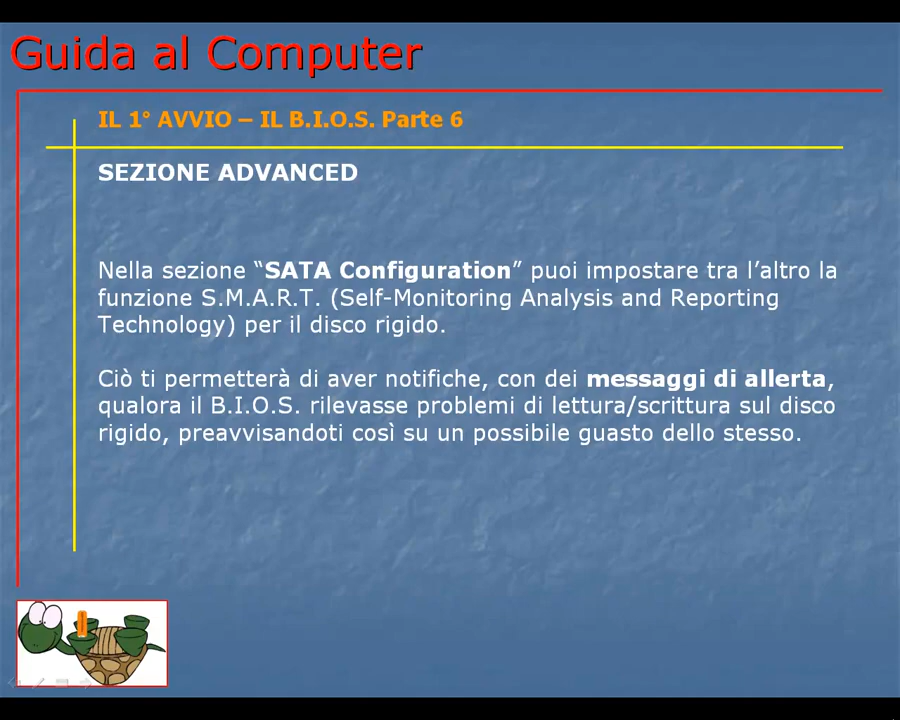 Guida al Computer
IL 1° AVVIO – IL B.I.O.S. Parte 6
SEZIONE ADVANCED
Nella sezione “SATA Configuration” puoi impostare tra l’altro la
funzione S.M.A.R.T. (Self-Monitoring Analysis and Reporting
Technology) per il disco rigido.
Ciò ti permetterà di aver notifiche, con dei messaggi di allerta,
qualora il B.I.O.S. rilevasse problemi di lettura/scrittura sul disco
rigido, preavvisandoti così su un possibile guasto dello stesso.